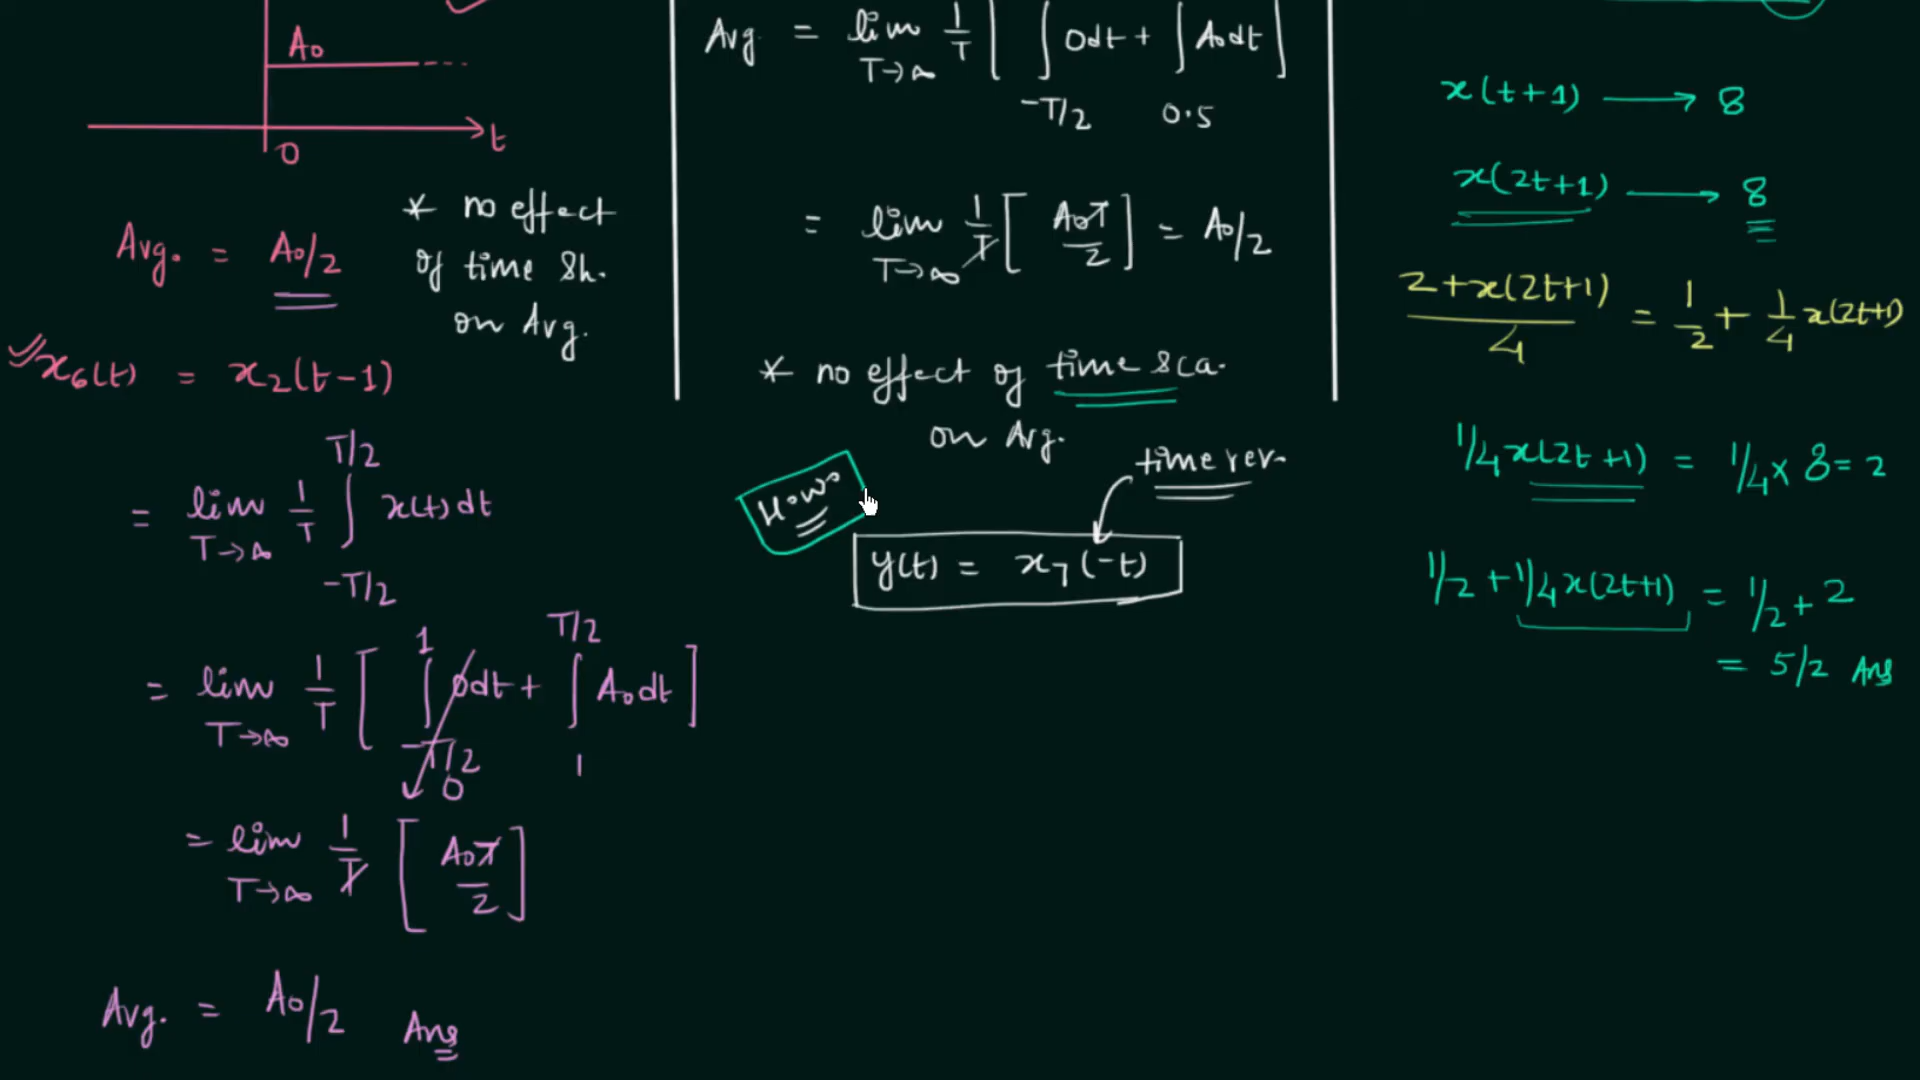 A₀
t
0
Avg. = A₀/2
* no effect
of time Sh.
on Avg.
x₆(t) = x₂(t-1)
= lim T→∞ 1/T ∫ -T/2 T/2 x(t)dt
= lim T→∞ 1/T [ ∫ -T/2 1 0dt + ∫ 1 T/2 A₀dt ]
0
= lim T→∞ 1/T [ A₀T/2 ]
Avg. = A₀/2 Ans
Avg. = lim T→∞ 1/T [ ∫ -T/2 0dt + ∫ 0.5 A₀dt ]
= lim T→∞ 1/T [ A₀T/2 ] = A₀/2
* no effect of time Sca.
on Avg.
time rev.
H.W.
y(t) = x₇(-t)
x(t+1) → 8
x(2t+1) → 8
2+x(2t+1)/4 = 1/2 + 1/4 x(2t+1)
1/4 x(2t+1) = 1/4 × 8 = 2
1/2 + 1/4 x(2t+1) = 1/2 + 2
= 5/2 Ans